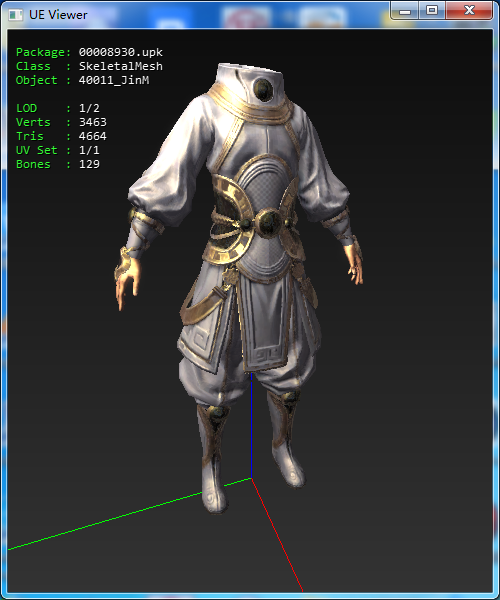 UE Viewer
Package: 00008930.upk
Class : SkeletalMesh
Object : 40011_JinM
LOD : 1/2
Verts : 3463
Tris : 4664
UV Set : 1/1
Bones : 129